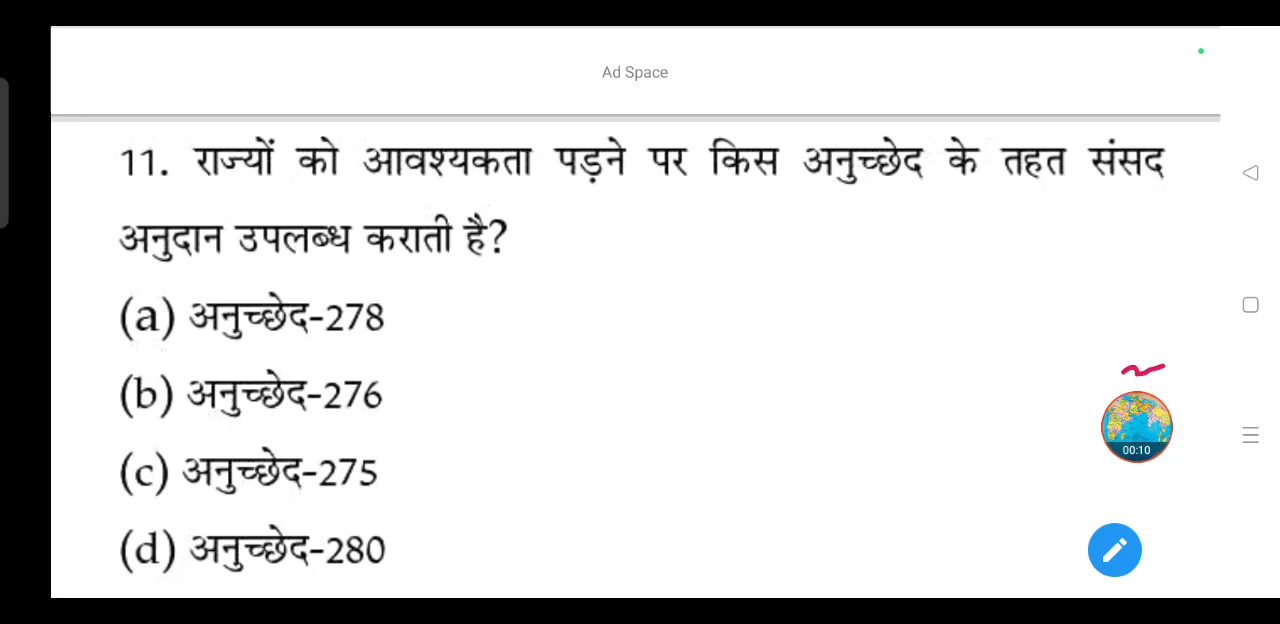 Ad Space
11. राज्यों को आवश्यकता पड़ने पर किस अनुच्छेद के तहत संसद
अनुदान उपलब्ध कराती है?
(a) अनुच्छेद-278
(b) अनुच्छेद-276
(c) अनुच्छेद-275
(d) अनुच्छेद-280
00:10